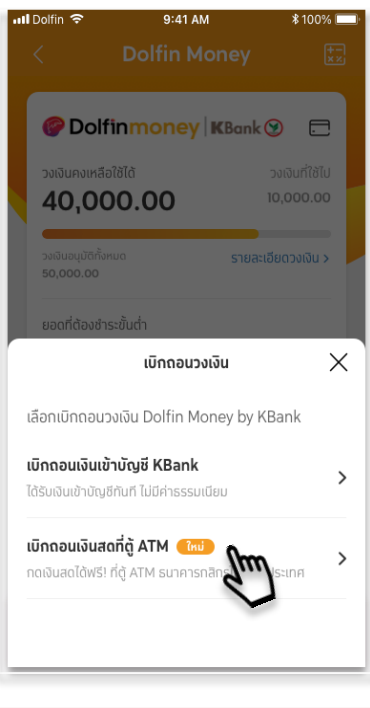 Dolfin 9:41 AM 100%
Dolfin Money
Dolfinmoney | KBank
วงเงินคงเหลือใช้ได้ วงเงินที่ใช้ไป
40,000.00 10,000.00
วงเงินอนุมัติทั้งหมด รายละเอียดวงเงิน >
50,000.00
ยอดที่ต้องชำระขั้นต่ำ
เบิกถอนวงเงิน
เลือกเบิกถอนวงเงิน Dolfin Money by KBank
เบิกถอนเงินเข้าบัญชี KBank
ได้รับเงินเข้าบัญชีทันที ไม่มีค่าธรรมเนียม
เบิกถอนเงินสดที่ตู้ ATM ใหม่
กดเงินสดได้ฟรี! ที่ตู้ ATM ธนาคารกสิกร ประเทศ